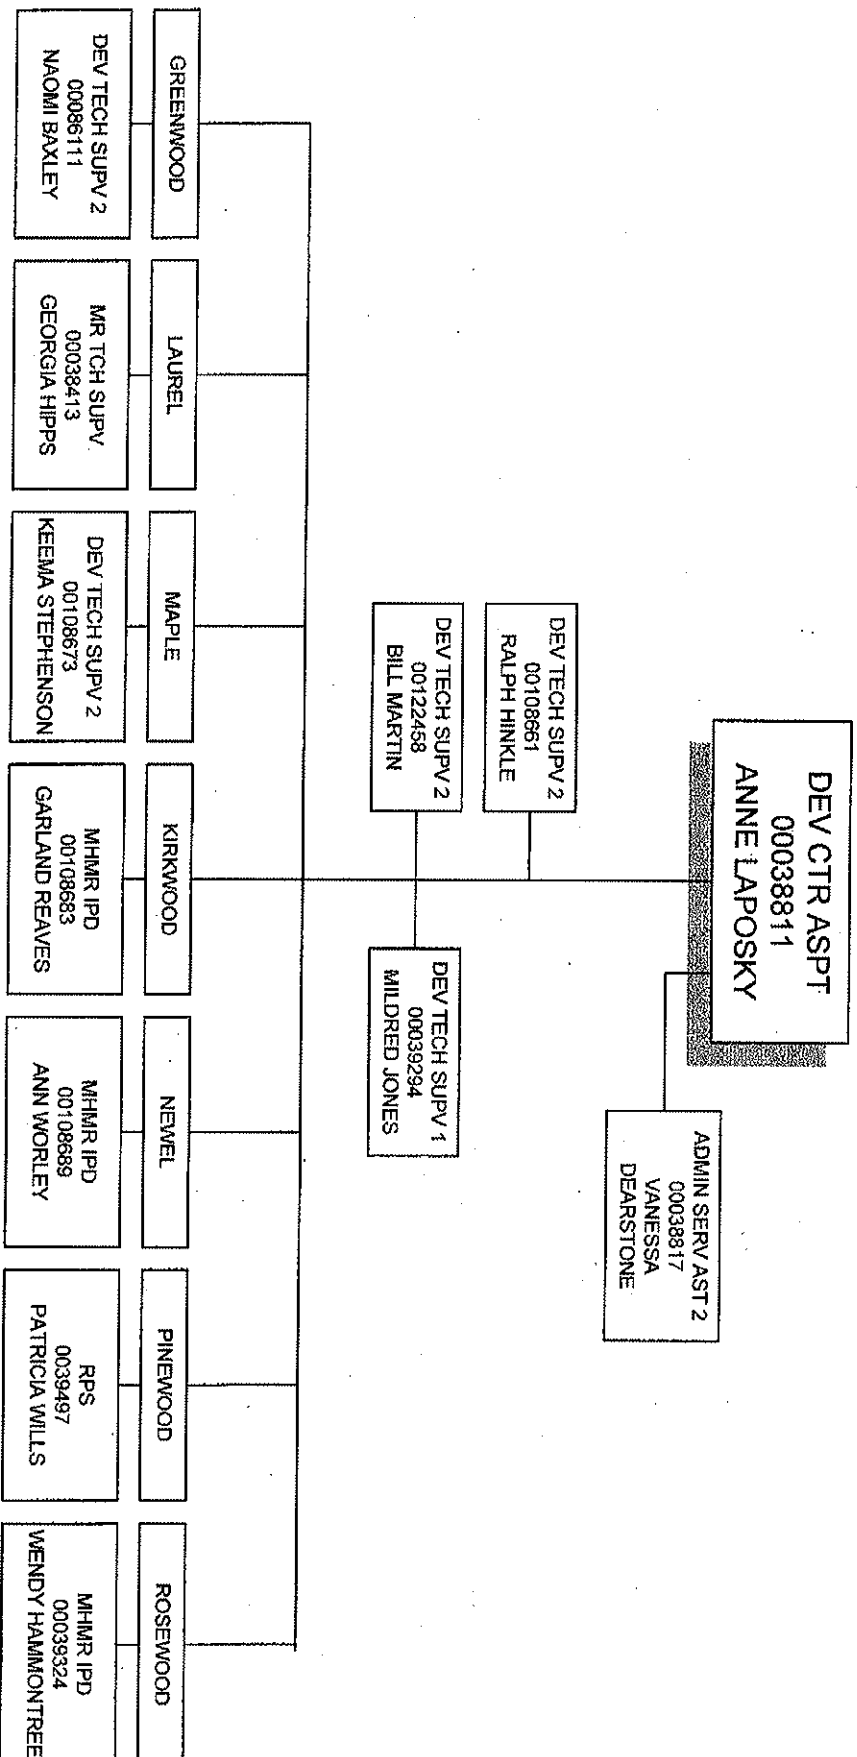 DEV CTR ASPT
00038811
ANNE LAPOSKY
ADMIN SERV AST 2
00038817
VANESSA
DEARSTONE
DEV TECH SUPV 2
00108661
RALPH HINKLE
DEV TECH SUPV 2
00122458
BILL MARTIN
DEV TECH SUPV 1
00039294
MILDRED JONES
GREENWOOD
LAUREL
MAPLE
KIRKWOOD
NEWEL
PINEWOOD
ROSEWOOD
DEV TECH SUPV 2
00086111
NAOMI BAXLEY
MR TCH SUPV
00038413
GEORGIA HIPPS
DEV TECH SUPV 2
00108673
KEEMA STEPHENSON
MHMR IPD
00108683
GARLAND REAVES
MHMR IPD
00108689
ANN WORLEY
RPS
0039497
PATRICIA WILLS
MHMR IPD
00039324
WENDY HAMMONTREE